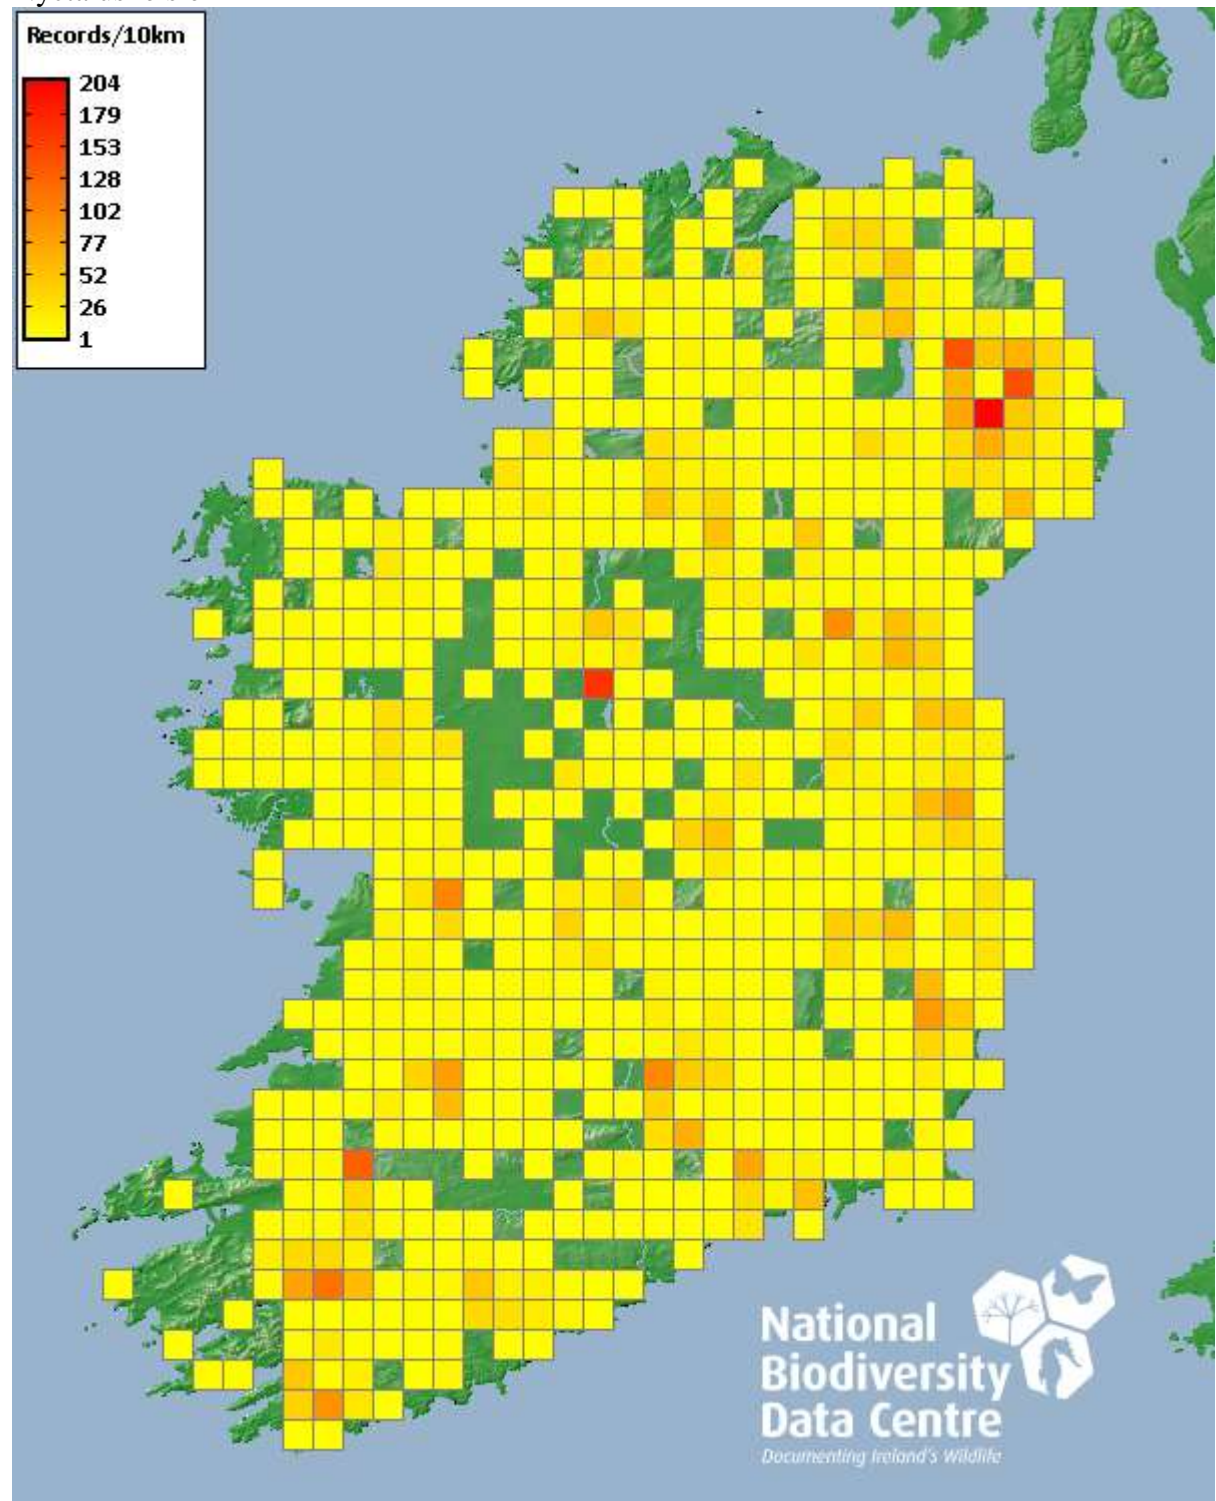 Records/10km
204
179
153
128
102
77
52
26
1
National
Biodiversity
Data Centre
Documenting Ireland's Wildlife